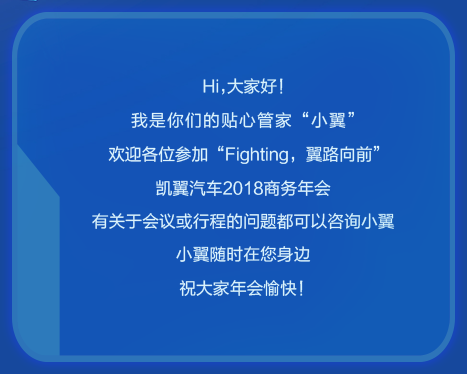 Hi,大家好!
我是你们的贴心管家“小翼”
欢迎各位参加“Fighting，翼路向前”
凯翼汽车2018商务年会
有关于会议或行程的问题都可以咨询小翼
小翼随时在您身边
祝大家年会愉快!